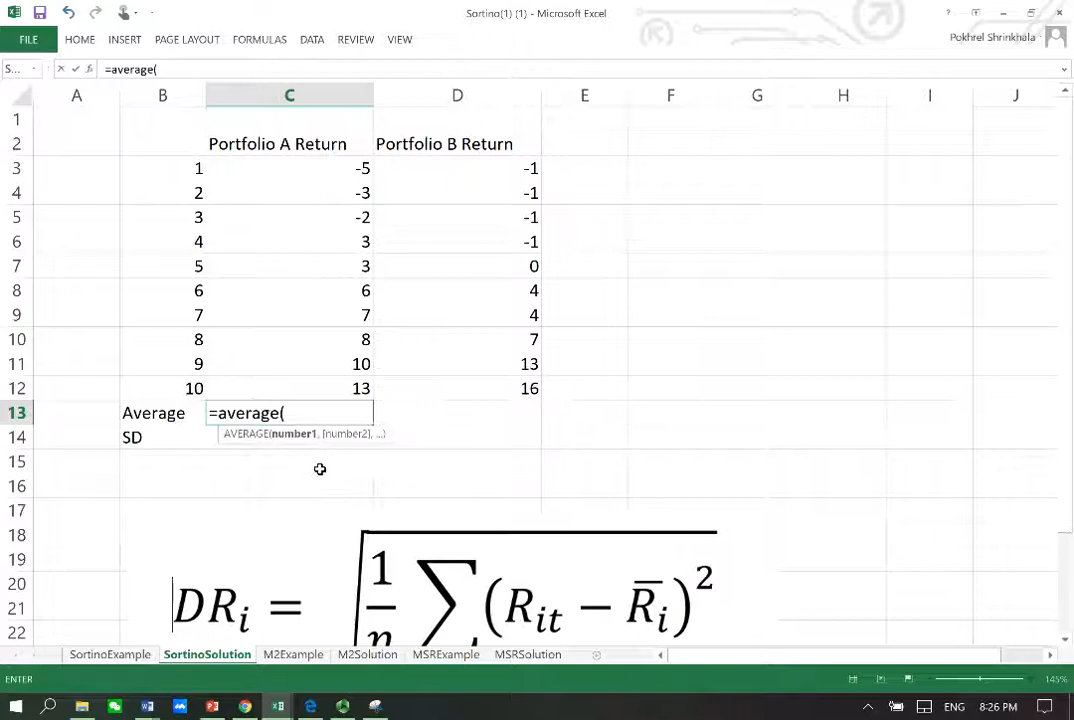 Sortino(1) (1) - Microsoft Excel
?
FILE HOME INSERT PAGE LAYOUT FORMULAS DATA REVIEW VIEW Pokhrel Shrinkhala
S... =average(
A B C D E F G H I J
1
2 Portfolio A Return Portfolio B Return
3 1 -5 -1
4 2 -3 -1
5 3 -2 -1
6 4 3 -1
7 5 3 0
8 6 6 4
9 7 7 4
10 8 8 7
11 9 10 13
12 10 13 16
13 Average =average(
14 SD AVERAGE(number1, [number2], ...)
15
16
17
18
19
20
21
22
DRᵢ = √ 1/n ∑ (Rᵢₜ − R̅ᵢ)²
SortinoExample SortinoSolution M2Example M2Solution MSRExample MSRSolution
ENTER 145%
ENG 8:26 PM